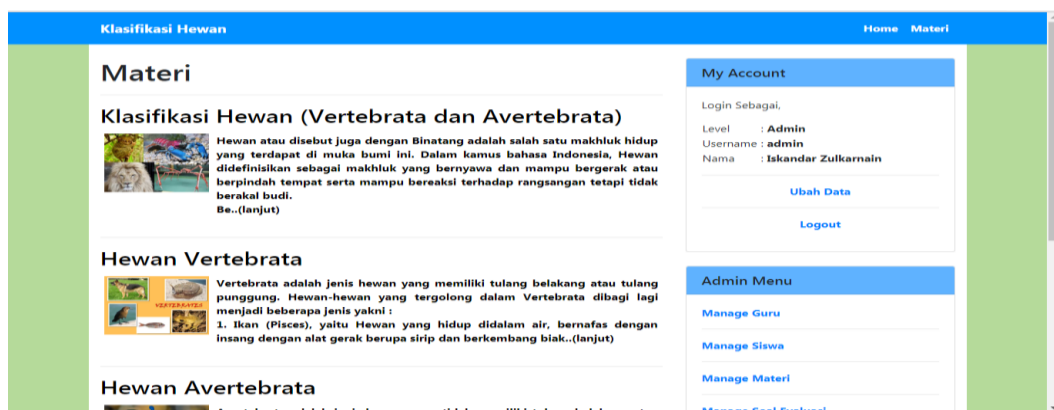 Klasifikasi Hewan
Home Materi
Materi
Klasifikasi Hewan (Vertebrata dan Avertebrata)
Hewan atau disebut juga dengan Binatang adalah salah satu makhluk hidup
yang terdapat di muka bumi ini. Dalam kamus bahasa Indonesia, Hewan
didefinisikan sebagai makhluk yang bernyawa dan mampu bergerak atau
berpindah tempat serta mampu bereaksi terhadap rangsangan tetapi tidak
berakal budi.
Be..(lanjut)
Hewan Vertebrata
VERTEBRATES
Vertebrata adalah jenis hewan yang memiliki tulang belakang atau tulang
punggung. Hewan-hewan yang tergolong dalam Vertebrata dibagi lagi
menjadi beberapa jenis yakni :
1. Ikan (Pisces), yaitu Hewan yang hidup didalam air, bernafas dengan
insang dengan alat gerak berupa sirip dan berkembang biak..(lanjut)
Hewan Avertebrata
My Account
Login Sebagai,
Level : Admin
Username : admin
Nama : Iskandar Zulkarnain
Ubah Data
Logout
Admin Menu
Manage Guru
Manage Siswa
Manage Materi
Manage Soal Evaluasi